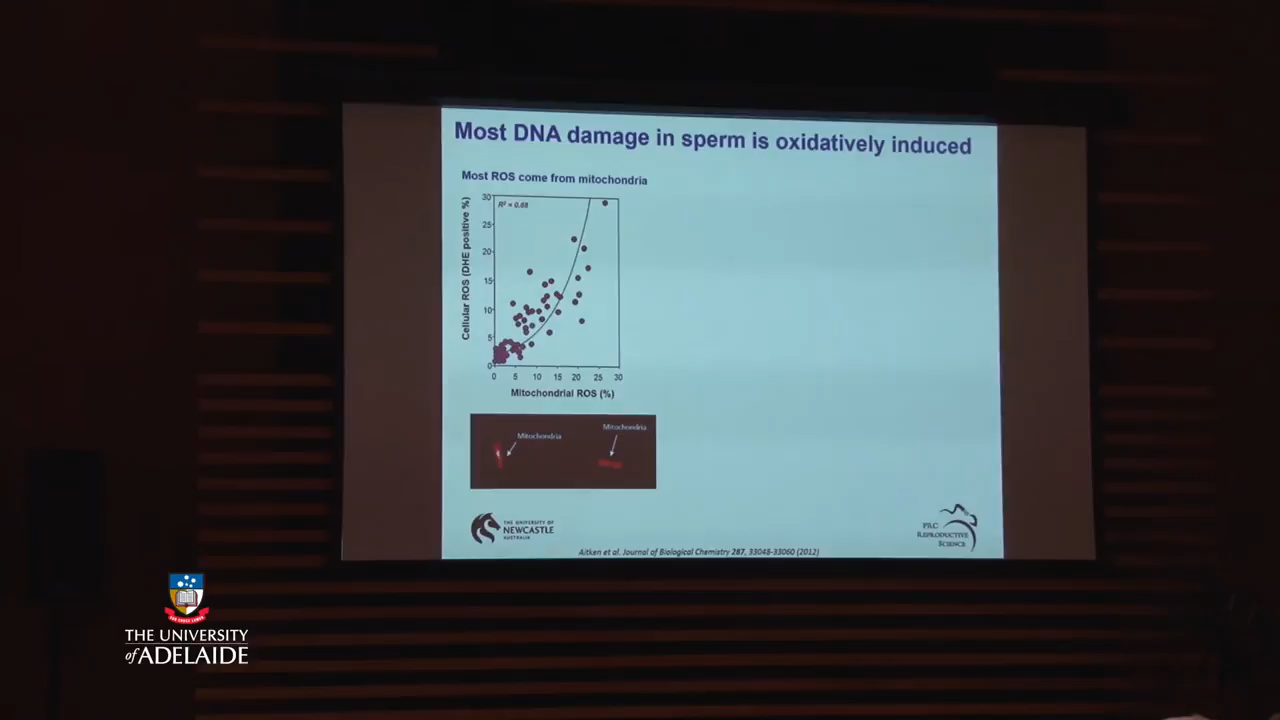 Most DNA damage in sperm is oxidatively induced
Most ROS come from mitochondria
R² = 0.68
Cellular ROS (DHE positive %)
30
25
20
15
10
5
0
0 5 10 15 20 25 30
Mitochondrial ROS (%)
Mitochondria
Mitochondria
THE UNIVERSITY OF
NEWCASTLE
AUSTRALIA
PRC
REPRODUCTIVE
SCIENCE
Aitken et al. Journal of Biological Chemistry 287, 33048-33060 (2012)
THE UNIVERSITY
of ADELAIDE